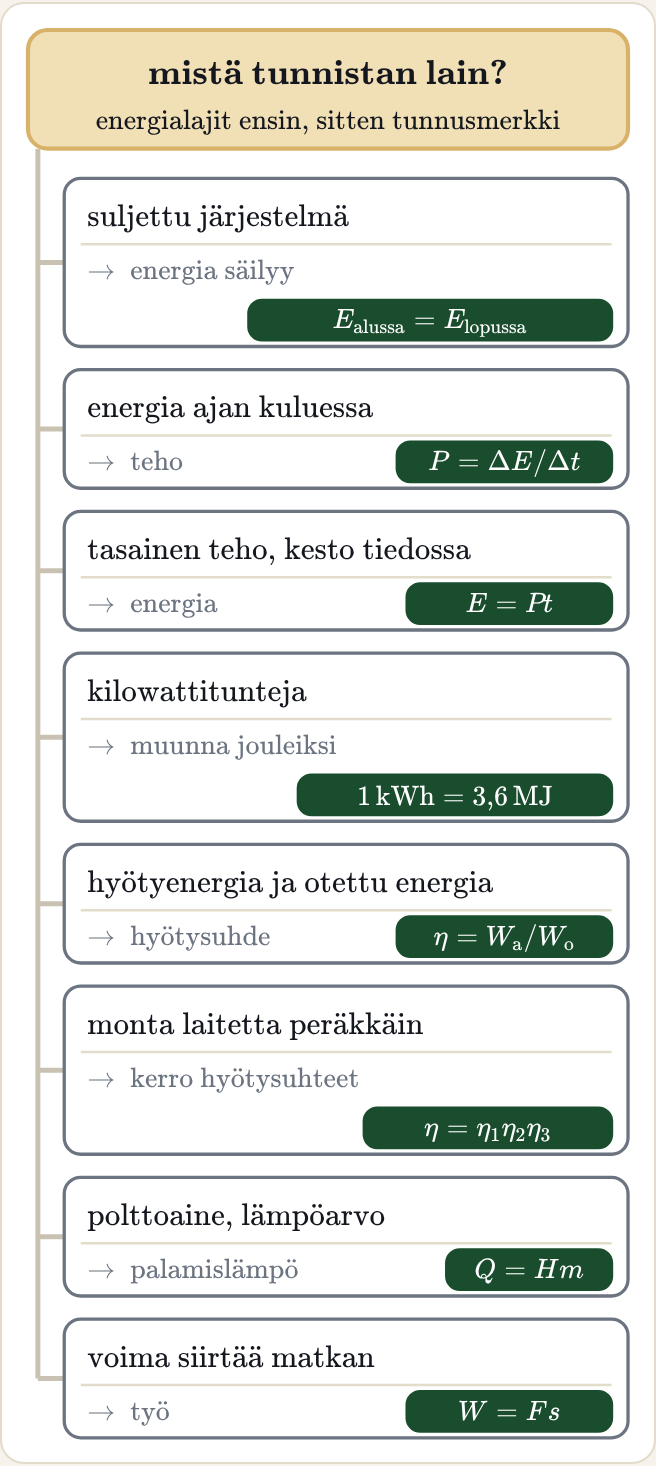 mistä tunnistan lain?
energialajit ensin, sitten tunnusmerkki
suljettu järjestelmä
→ energia säilyy
E_alussa = E_lopussa
energia ajan kuluessa
→ teho
P = ΔE/Δt
tasainen teho, kesto tiedossa
→ energia
E = Pt
kilowattitunteja
→ muunna jouleiksi
1 kWh = 3,6 MJ
hyötyenergia ja otettu energia
→ hyötysuhde
η = W_a/W_o
monta laitetta peräkkäin
→ kerro hyötysuhteet
η = η₁η₂η₃
polttoaine, lämpöarvo
→ palamislämpö
Q = Hm
voima siirtää matkan
→ työ
W = Fs